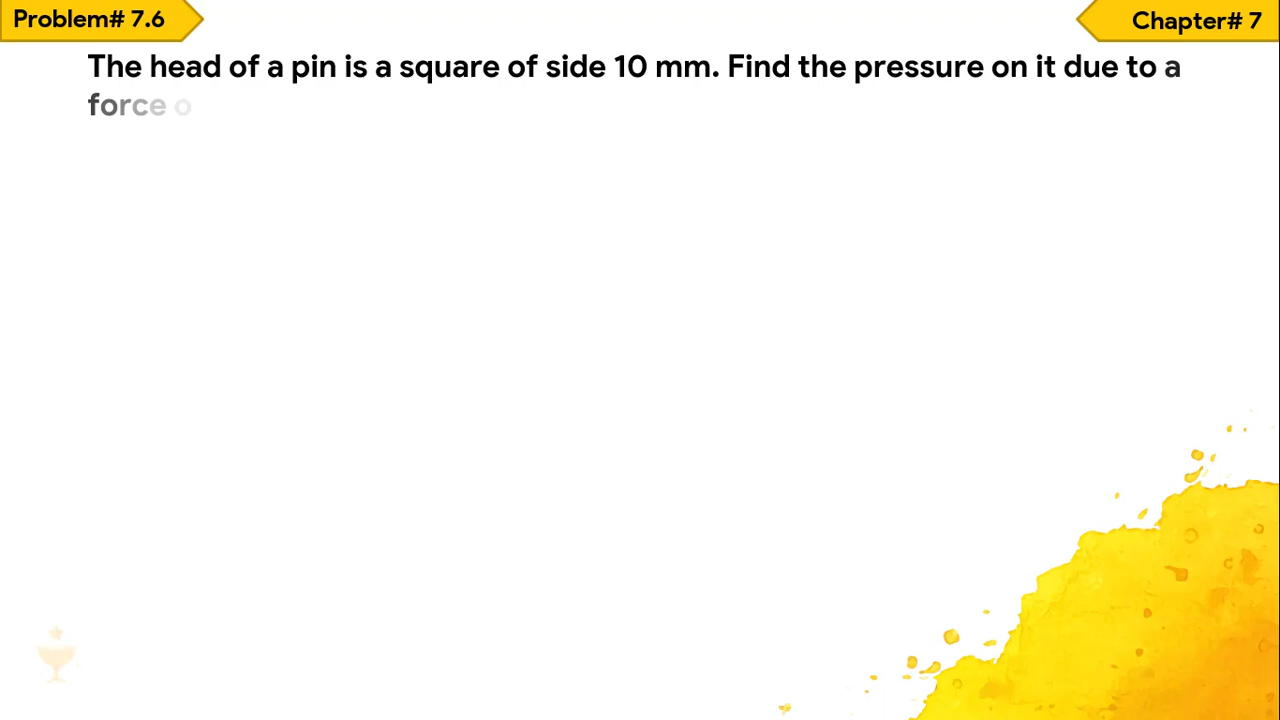 Problem# 7.6
Chapter# 7
The head of a pin is a square of side 10 mm. Find the pressure on it due to a
force o